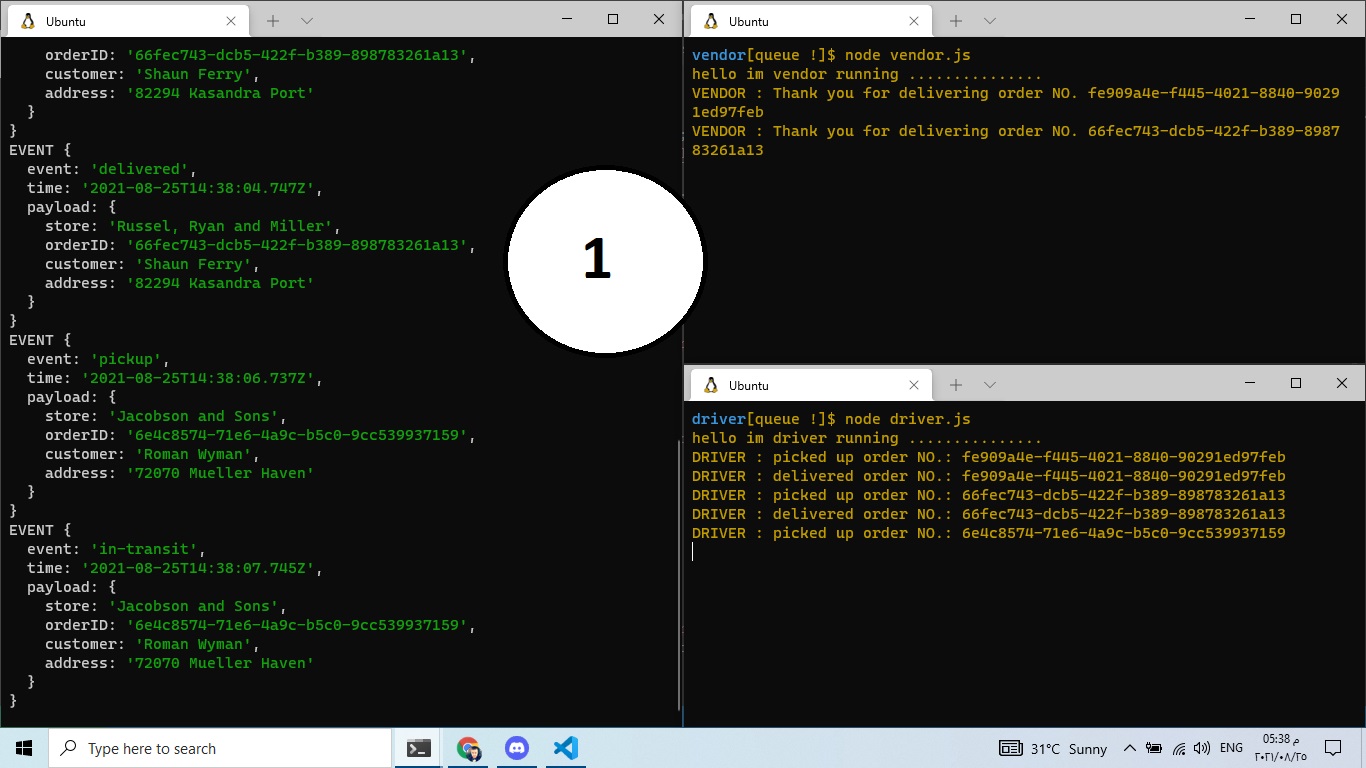 Ubuntu
orderID: '66fec743-dcb5-422f-b389-898783261a13',
customer: 'Shaun Ferry',
address: '82294 Kasandra Port'
}
}
EVENT {
event: 'delivered',
time: '2021-08-25T14:38:04.747Z',
payload: {
store: 'Russel, Ryan and Miller',
orderID: '66fec743-dcb5-422f-b389-898783261a13',
customer: 'Shaun Ferry',
address: '82294 Kasandra Port'
}
}
EVENT {
event: 'pickup',
time: '2021-08-25T14:38:06.737Z',
payload: {
store: 'Jacobson and Sons',
orderID: '6e4c8574-71e6-4a9c-b5c0-9cc539937159',
customer: 'Roman Wyman',
address: '72070 Mueller Haven'
}
}
EVENT {
event: 'in-transit',
time: '2021-08-25T14:38:07.745Z',
payload: {
store: 'Jacobson and Sons',
orderID: '6e4c8574-71e6-4a9c-b5c0-9cc539937159',
customer: 'Roman Wyman',
address: '72070 Mueller Haven'
}
}
1
Ubuntu
vendor[queue !]$ node vendor.js
hello im vendor running ...............
VENDOR : Thank you for delivering order NO. fe909a4e-f445-4021-8840-9029
1ed97feb
VENDOR : Thank you for delivering order NO. 66fec743-dcb5-422f-b389-8987
83261a13
Ubuntu
driver[queue !]$ node driver.js
hello im driver running ...............
DRIVER : picked up order NO.: fe909a4e-f445-4021-8840-90291ed97feb
DRIVER : delivered order NO.: fe909a4e-f445-4021-8840-90291ed97feb
DRIVER : picked up order NO.: 66fec743-dcb5-422f-b389-898783261a13
DRIVER : delivered order NO.: 66fec743-dcb5-422f-b389-898783261a13
DRIVER : picked up order NO.: 6e4c8574-71e6-4a9c-b5c0-9cc539937159
Type here to search
31°C Sunny
ENG
05:38 م
٢٠٢١/٠٨/٢٥